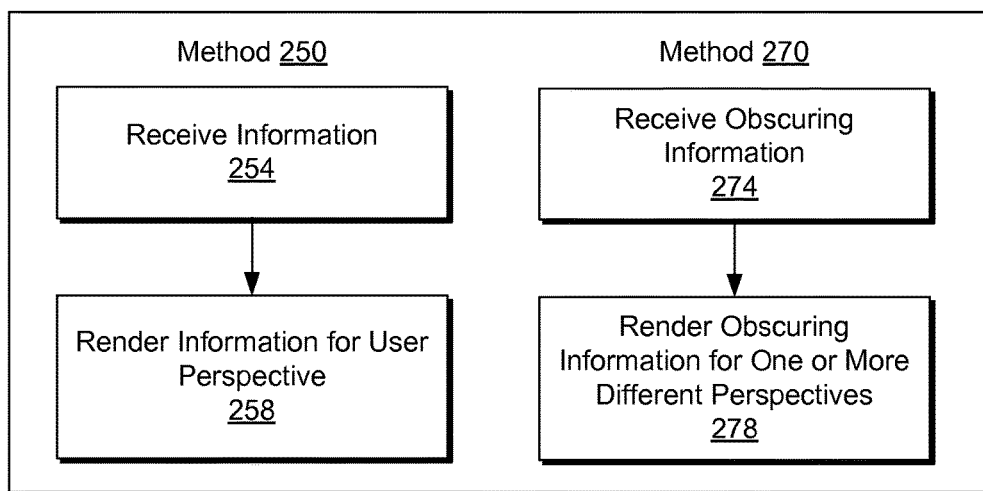 Method 250
Receive Information
254
Render Information for User
Perspective
258
Method 270
Receive Obscuring
Information
274
Render Obscuring
Information for One or More
Different Perspectives
278